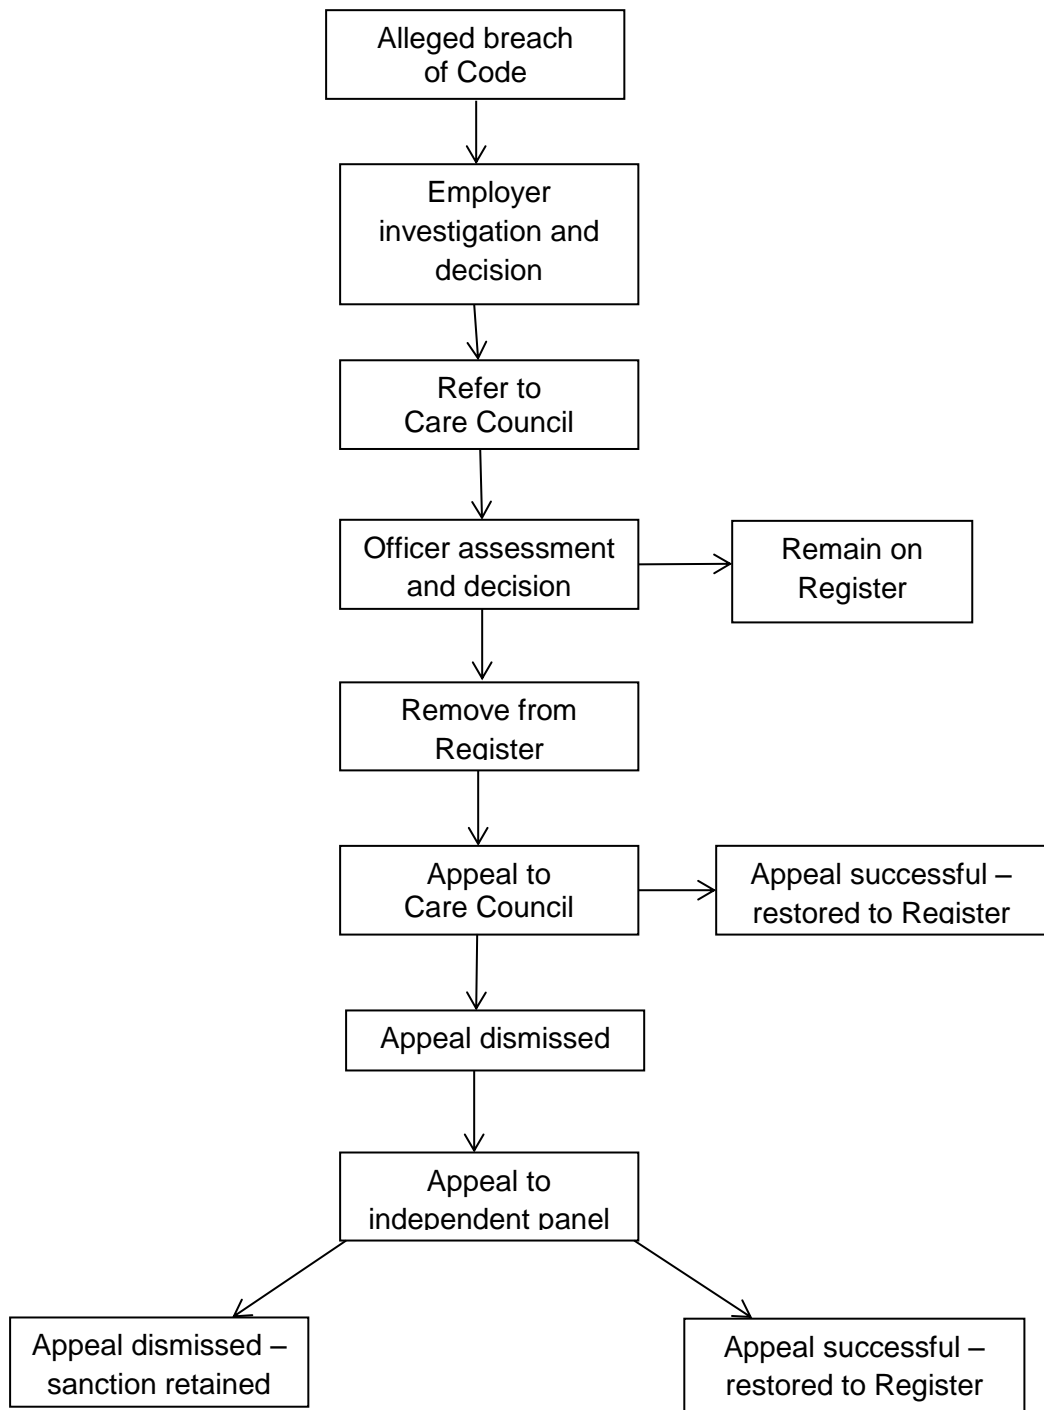 Alleged breach
of Code
Employer
investigation and
decision
Refer to
Care Council
Officer assessment
and decision
Remain on
Register
Remove from
Register
Appeal to
Care Council
Appeal successful –
restored to Register
Appeal dismissed
Appeal to
independent panel
Appeal dismissed –
sanction retained
Appeal successful –
restored to Register